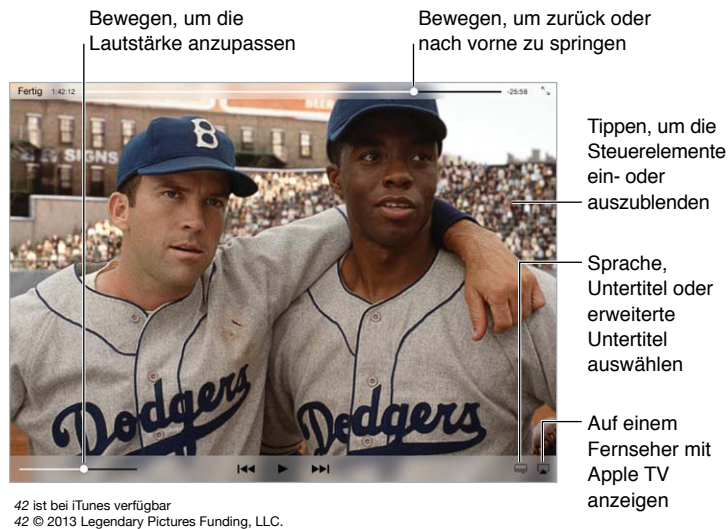 Bewegen, um die
Lautstärke anzupassen
Bewegen, um zurück oder
nach vorne zu springen
Fertig 1:42:12
-25:58
B
SIGNS
Dodgers
Dodgers
Tippen, um die
Steuerelemente
ein- oder
auszublenden
Sprache,
Untertitel oder
erweiterte
Untertitel
auswählen
Auf einem
Fernseher mit
Apple TV
anzeigen
42 ist bei iTunes verfügbar
42 © 2013 Legendary Pictures Funding, LLC.